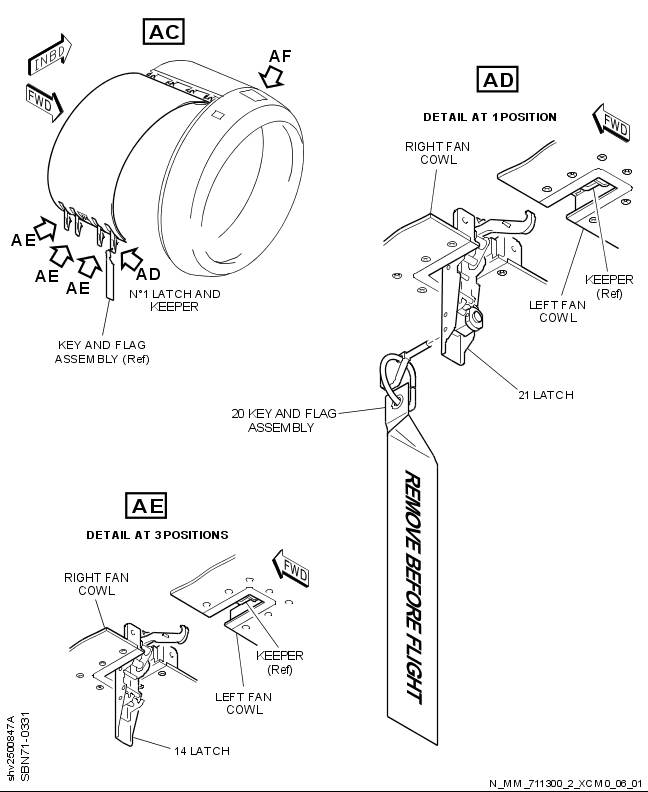 AC
INBD
FWD
AF
AE
AE
AE
AD
N°1 LATCH AND
KEEPER
KEY AND FLAG
ASSEMBLY (Ref)
AD
DETAIL AT 1 POSITION
FWD
RIGHT FAN
COWL
KEEPER
(Ref)
LEFT FAN
COWL
21 LATCH
20 KEY AND FLAG
ASSEMBLY
REMOVE BEFORE FLIGHT
AE
DETAIL AT 3 POSITIONS
FWD
RIGHT FAN
COWL
KEEPER
(Ref)
LEFT FAN
COWL
14 LATCH
shv2500847A
SBN71-0331
N_MM_711300_2_XCM0_06_01